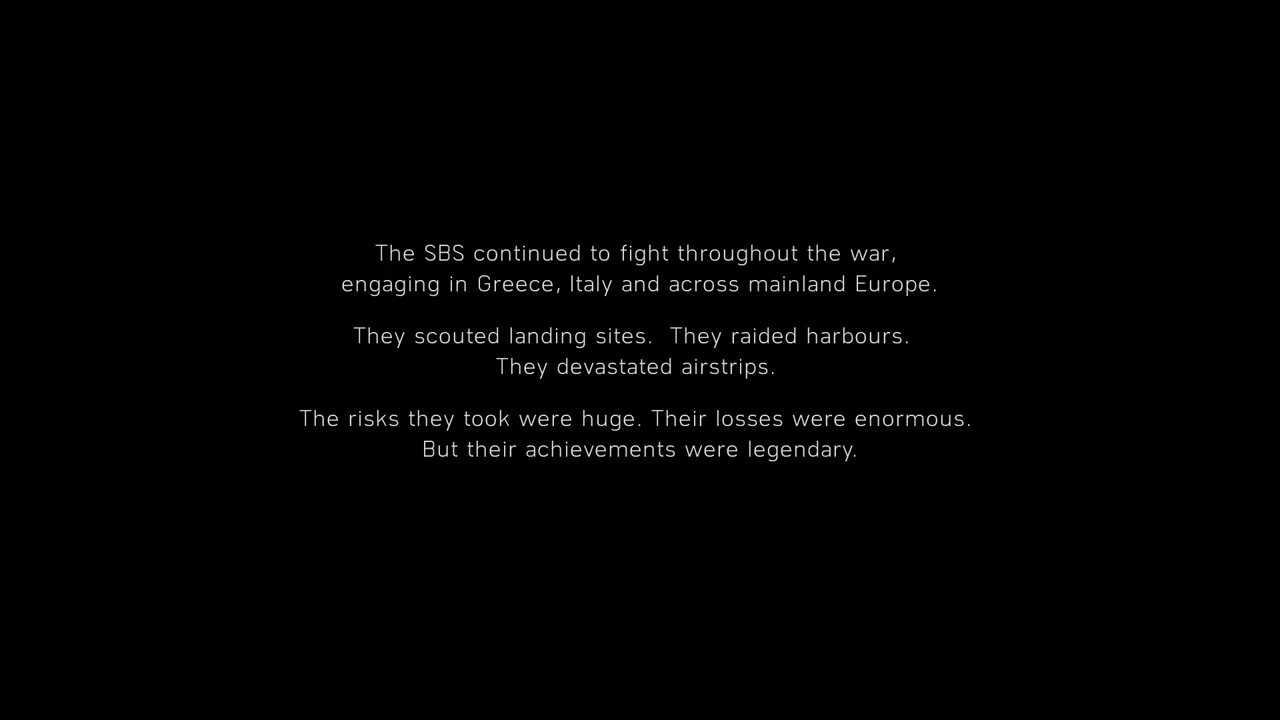 The SBS continued to fight throughout the war,
engaging in Greece, Italy and across mainland Europe.
They scouted landing sites.  They raided harbours.
They devastated airstrips.
The risks they took were huge. Their losses were enormous.
But their achievements were legendary.